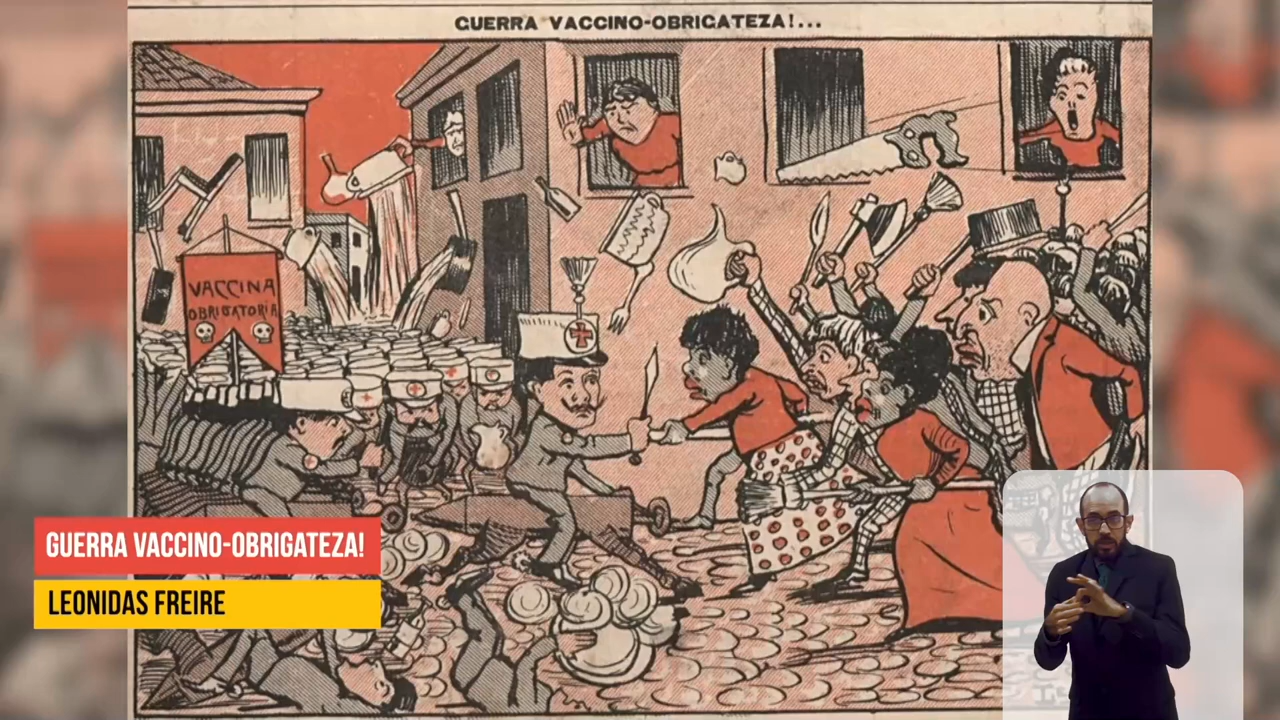 GUERRA VACCINO-OBRIGATEZA!...
VACCINA
OBRIGATORIA
GUERRA VACCINO-OBRIGATEZA!
LEONIDAS FREIRE